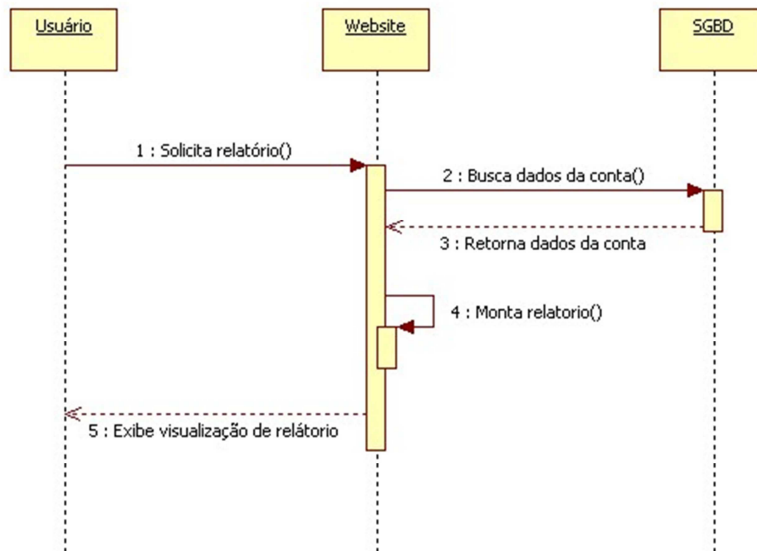 Usuário
Website
SGBD
1 : Solicita relatório()
2 : Busca dados da conta()
3 : Retorna dados da conta
4 : Monta relatorio()
5 : Exibe visualização de relátorio